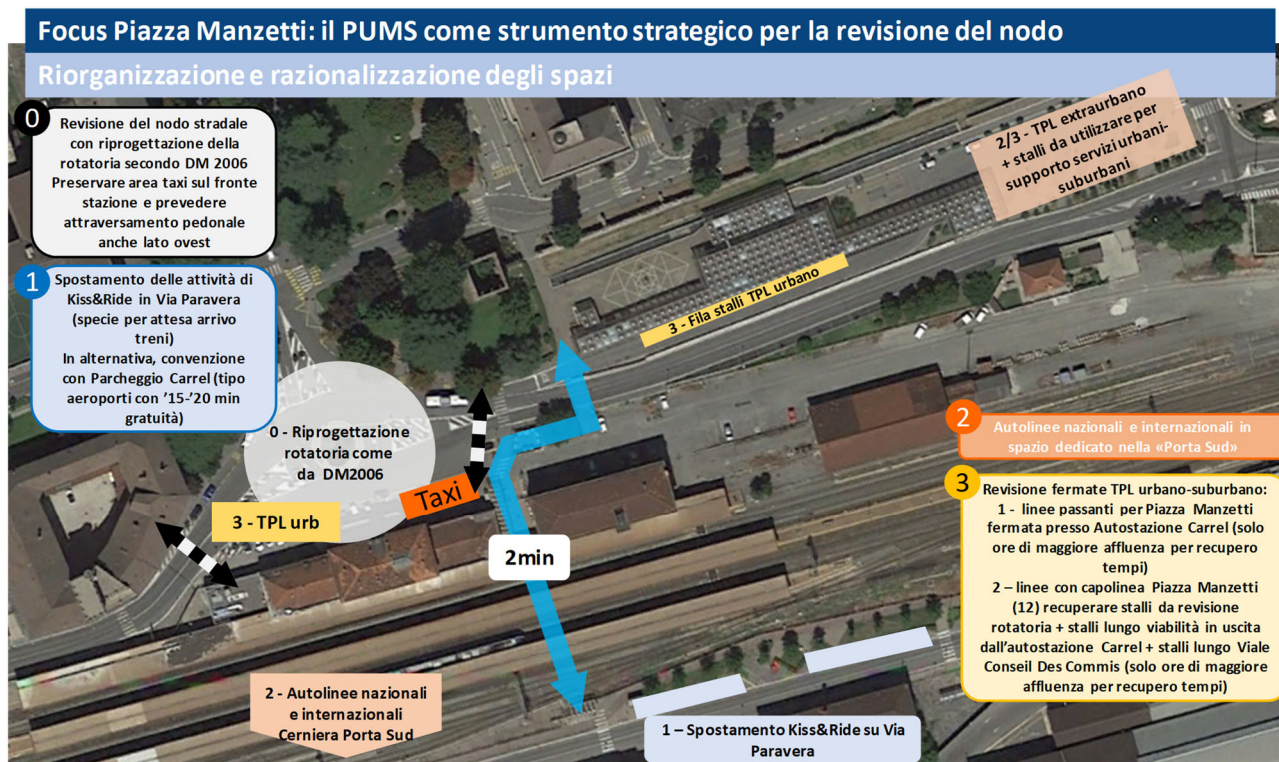 Focus Piazza Manzetti: il PUMS come strumento strategico per la revisione del nodo
Riorganizzazione e razionalizzazione degli spazi
0
Revisione del nodo stradale
con riprogettazione della
rotatoria secondo DM 2006
Preservare area taxi sul fronte
stazione e prevedere
attraversamento pedonale
anche lato ovest
1
Spostamento delle attività di
Kiss&Ride in Via Paravera
(specie per attesa arrivo
treni)
In alternativa, convenzione
con Parcheggio Carrel (tipo
aeroporti con '15-'20 min
gratuità)
2/3 - TPL extraurbano
+ stalli da utilizzare per
supporto servizi urbani-
suburbani
3 - Fila stalli TPL urbano
0 - Riprogettazione
rotatoria come
da DM2006
Taxi
3 - TPL urb
2min
2
Autolinee nazionali e internazionali in
spazio dedicato nella «Porta Sud»
3
Revisione fermate TPL urbano-suburbano:
1 - linee passanti per Piazza Manzetti
fermata presso Autostazione Carrel (solo
ore di maggiore affluenza per recupero
tempi)
2 – linee con capolinea Piazza Manzetti
(12) recuperare stalli da revisione
rotatoria + stalli lungo viabilità in uscita
dall'autostazione Carrel + stalli lungo Viale
Conseil Des Commis (solo ore di maggiore
affluenza per recupero tempi)
2 - Autolinee nazionali
e internazionali
Cerniera Porta Sud
1 – Spostamento Kiss&Ride su Via
Paravera